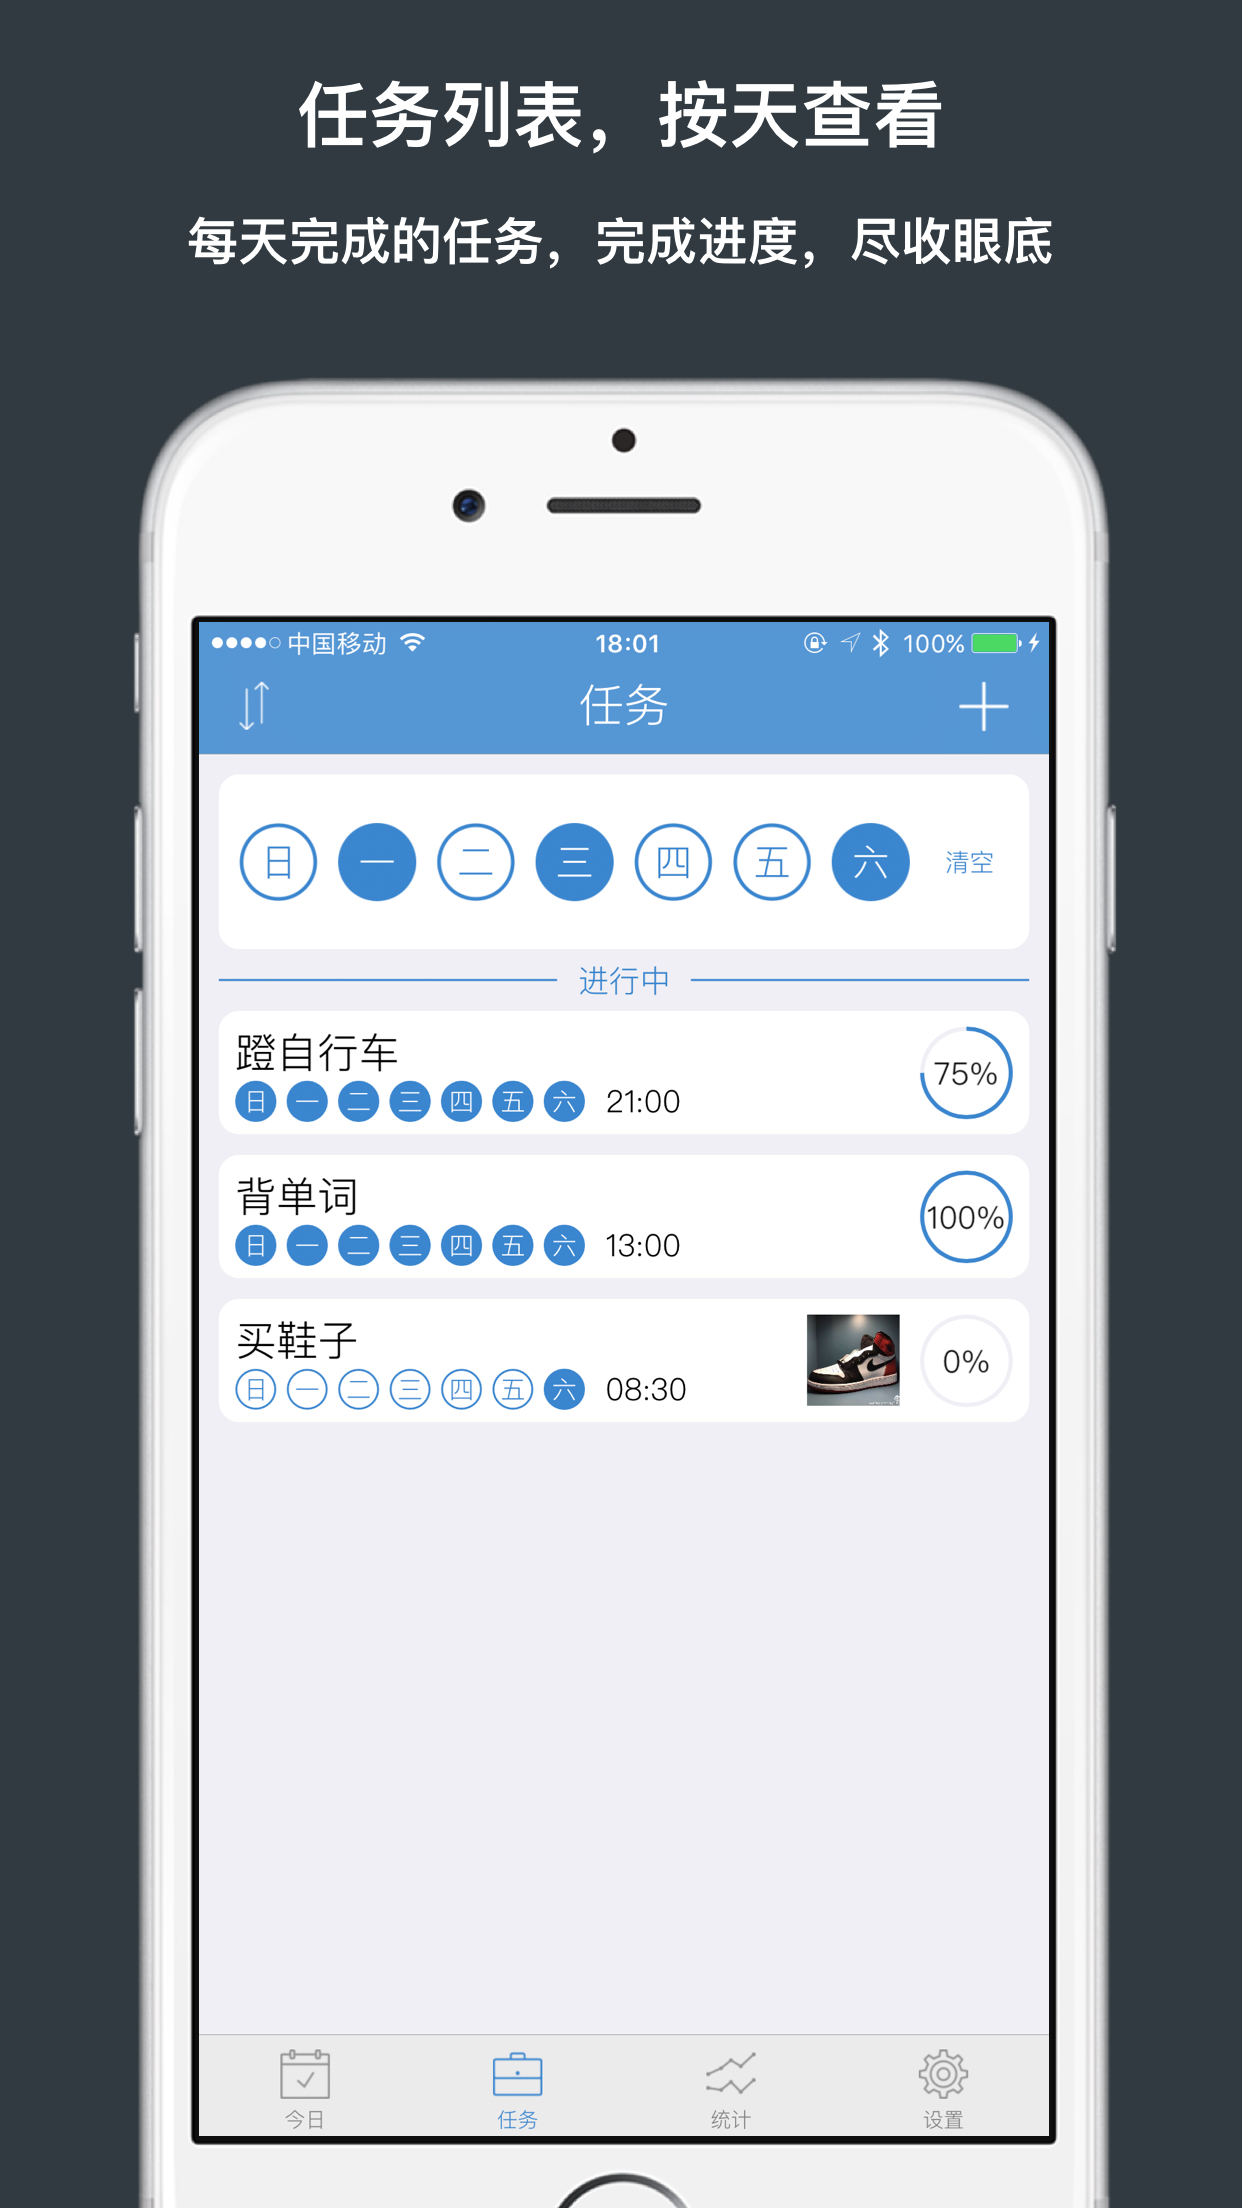 任务列表，按天查看
每天完成的任务，完成进度，尽收眼底
中国移动 18:01 100%
任务
日 一 二 三 四 五 六 清空
进行中
蹬自行车
日 一 二 三 四 五 六 21:00
75%
背单词
日 一 二 三 四 五 六 13:00
100%
买鞋子
日 一 二 三 四 五 六 08:30
0%
今日 任务 统计 设置